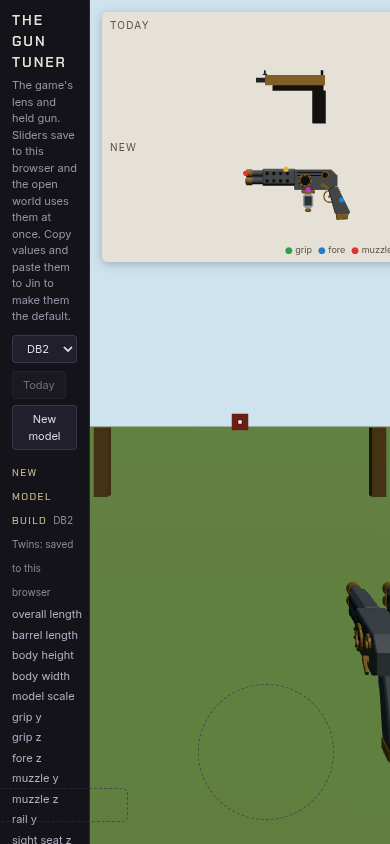 THE
GUN
TUNER
The game's
lens and
held gun.
Sliders save
to this
browser and
the open
world uses
them at
once. Copy
values and
paste them
to Jin to
make them
the default.
DB2
Today
New
model
NEW
MODEL
BUILD DB2
Twins: saved
to this
browser
overall length
barrel length
body height
body width
model scale
grip y
grip z
fore z
muzzle y
muzzle z
rail y
sight seat z
TODAY
NEW
grip fore muzzle